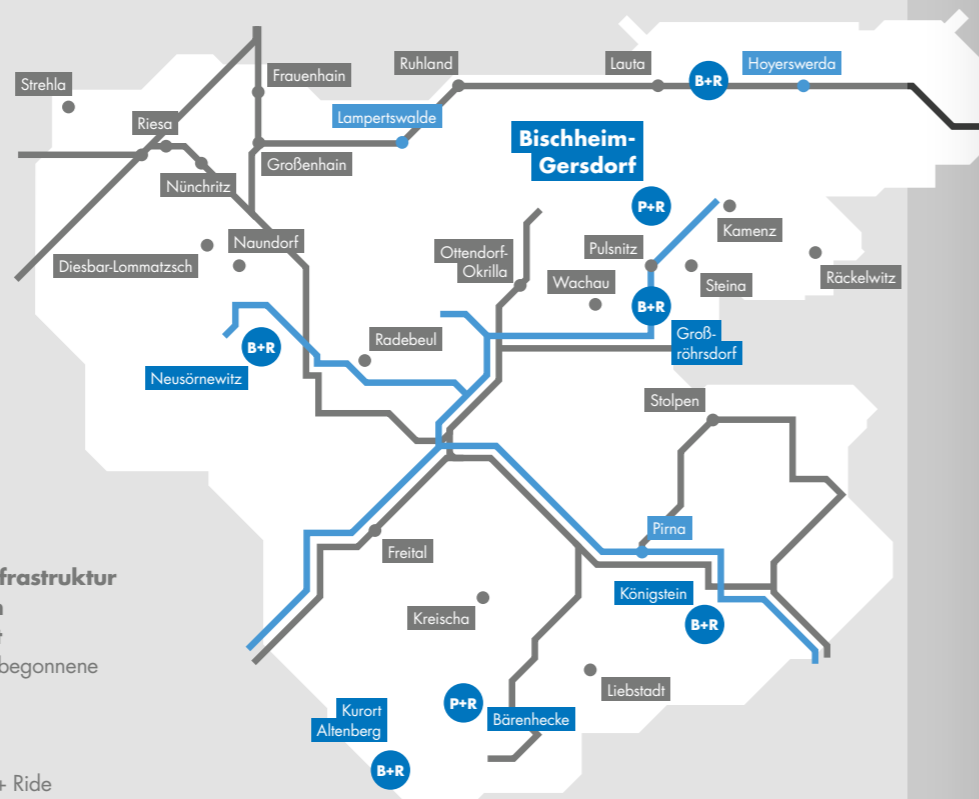 Strehla
Frauenhain
Ruhland
Lauta
B+R
Hoyerswerda
Riesa
Lampertswalde
Großenhain
Nünchritz
Bischheim-
Gersdorf
P+R
Kamenz
Diesbar-Lommatzsch
Naundorf
Ottendorf-
Okrilla
Pulsnitz
Wachau
Steina
Räckelwitz
B+R
Groß-
röhrsdorf
B+R
Radebeul
Neusörnewitz
Stolpen
Pirna
Freital
frastruktur
begonnene
Kreischa
Königstein
B+R
Liebstadt
Kurort
Altenberg
P+R
Bärenhecke
B+R
+ Ride